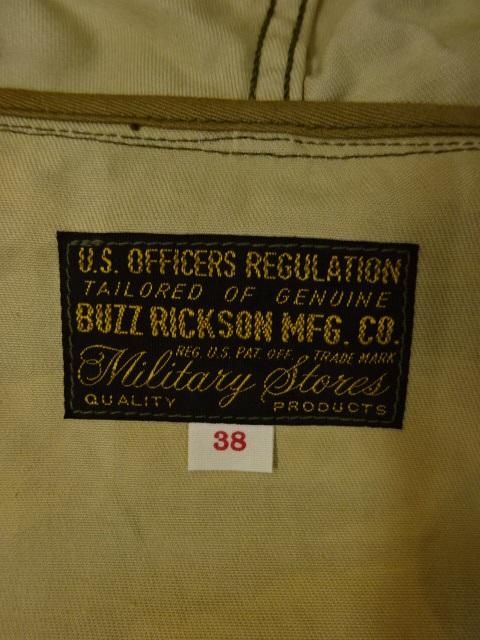 U.S. OFFICERS REGULATION
TAILORED OF GENUINE
BUZZ RICKSON MFG. CO.
REG. U.S. PAT. OFF. TRADE MARK
Military Stores
QUALITY PRODUCTS
38